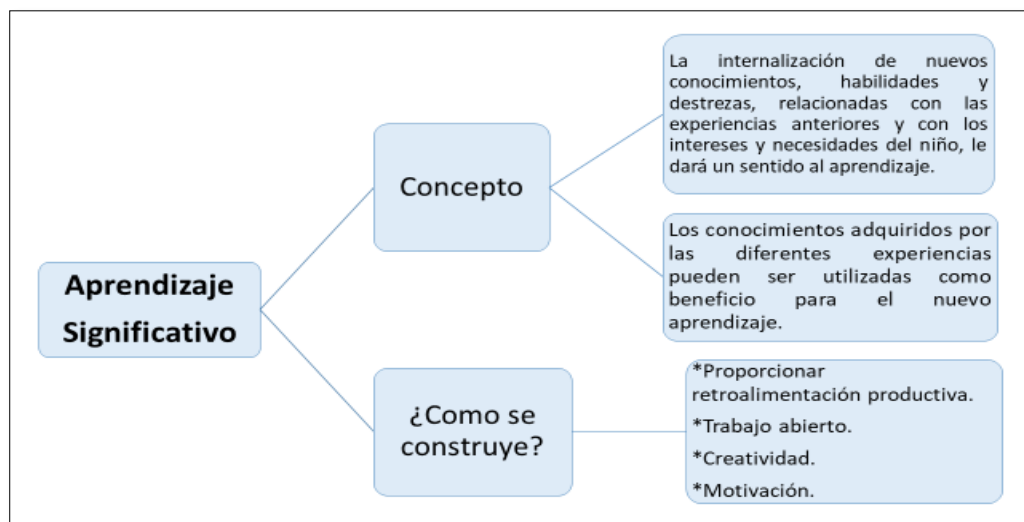 Aprendizaje
Significativo
Concepto
La internalización de nuevos
conocimientos, habilidades y
destrezas, relacionadas con las
experiencias anteriores y con los
intereses y necesidades del niño, le
dará un sentido al aprendizaje.
Los conocimientos adquiridos por
las diferentes experiencias
pueden ser utilizadas como
beneficio para el nuevo
aprendizaje.
¿Como se
construye?
*Proporcionar
retroalimentación productiva.
*Trabajo abierto.
*Creatividad.
*Motivación.